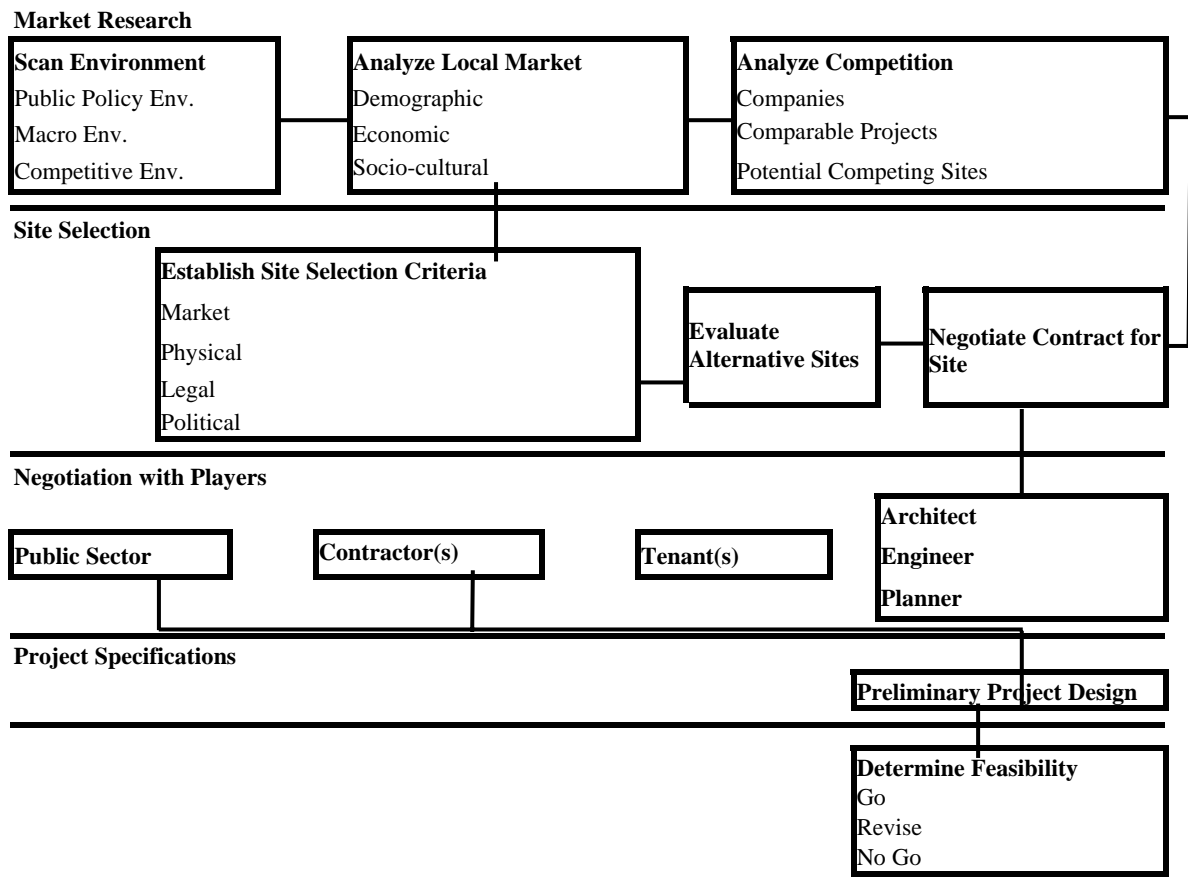 Market Research
Scan Environment
Public Policy Env.
Macro Env.
Competitive Env.
Analyze Local Market
Demographic
Economic
Socio-cultural
Analyze Competition
Companies
Comparable Projects
Potential Competing Sites
Site Selection
Establish Site Selection Criteria
Market
Physical
Legal
Political
Evaluate
Alternative Sites
Negotiate Contract for
Site
Negotiation with Players
Public Sector
Contractor(s)
Tenant(s)
Architect
Engineer
Planner
Project Specifications
Preliminary Project Design
Determine Feasibility
Go
Revise
No Go